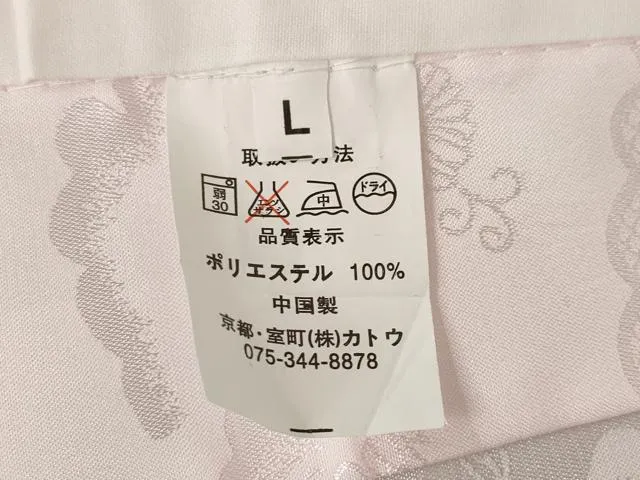 L
取扱い方法
弱 30 エンソサラシ 中 ドライ
品質表示
ポリエステル 100%
中国製
京都・室町(株)カトウ
075-344-8878